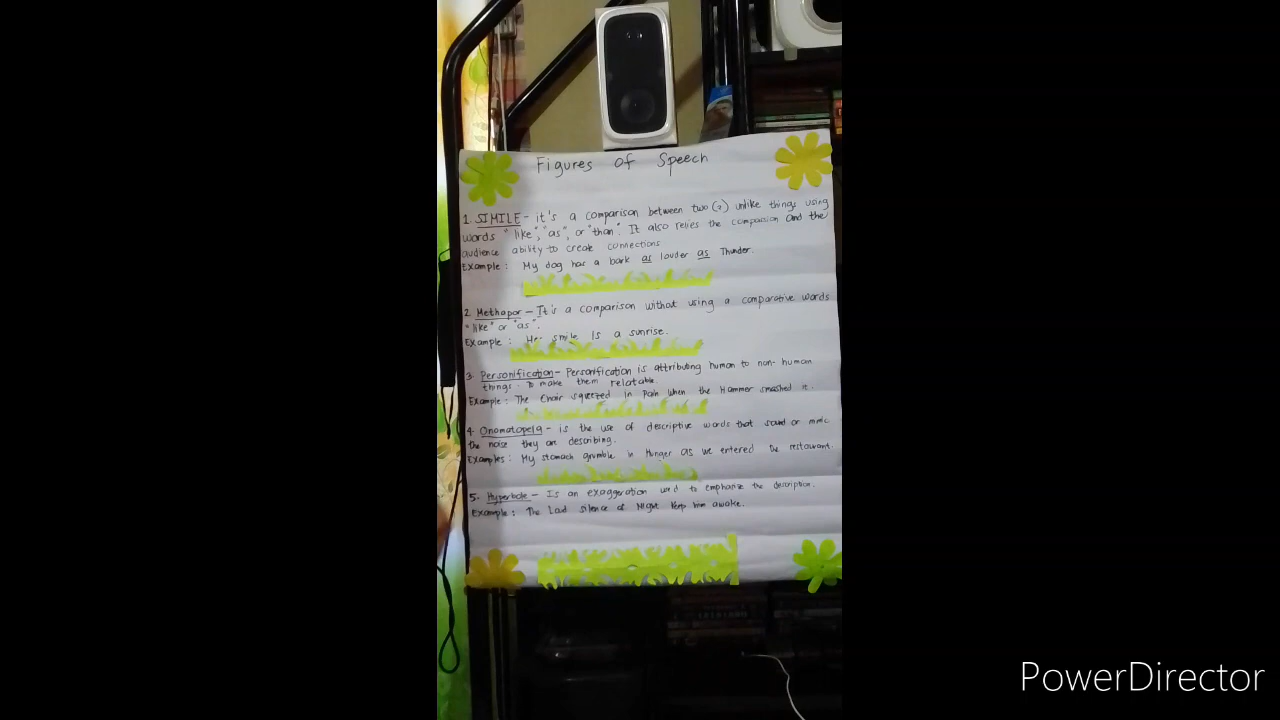 Figures of Speech
1. SIMILE - it's a comparison between two (2) unlike things using
words "like", "as", or "than". It also relies the comparsion and the
audience ability to create connections
Example : My dog has a bark as louder as Thunder.
2. Methapor - It's a comparison without using a comparative words
"like" or "as".
Example : Her smile Is a sunrise.
3. Personification - Personification is attributing human to non-human
things. To make them relatable.
Example : The Chair squeezed In Pain when the Hammer smashed it.
4. Onomatopeia - is the use of descriptive words that sound or mimic
the noise they are describing.
Examples : My stomach grumble in Hunger as we entered the restaurant.
5. Hyperbole - Is an exaggeration word to emphasize the description.
Example : The Loud silence of Night keep him awake.
PowerDirector